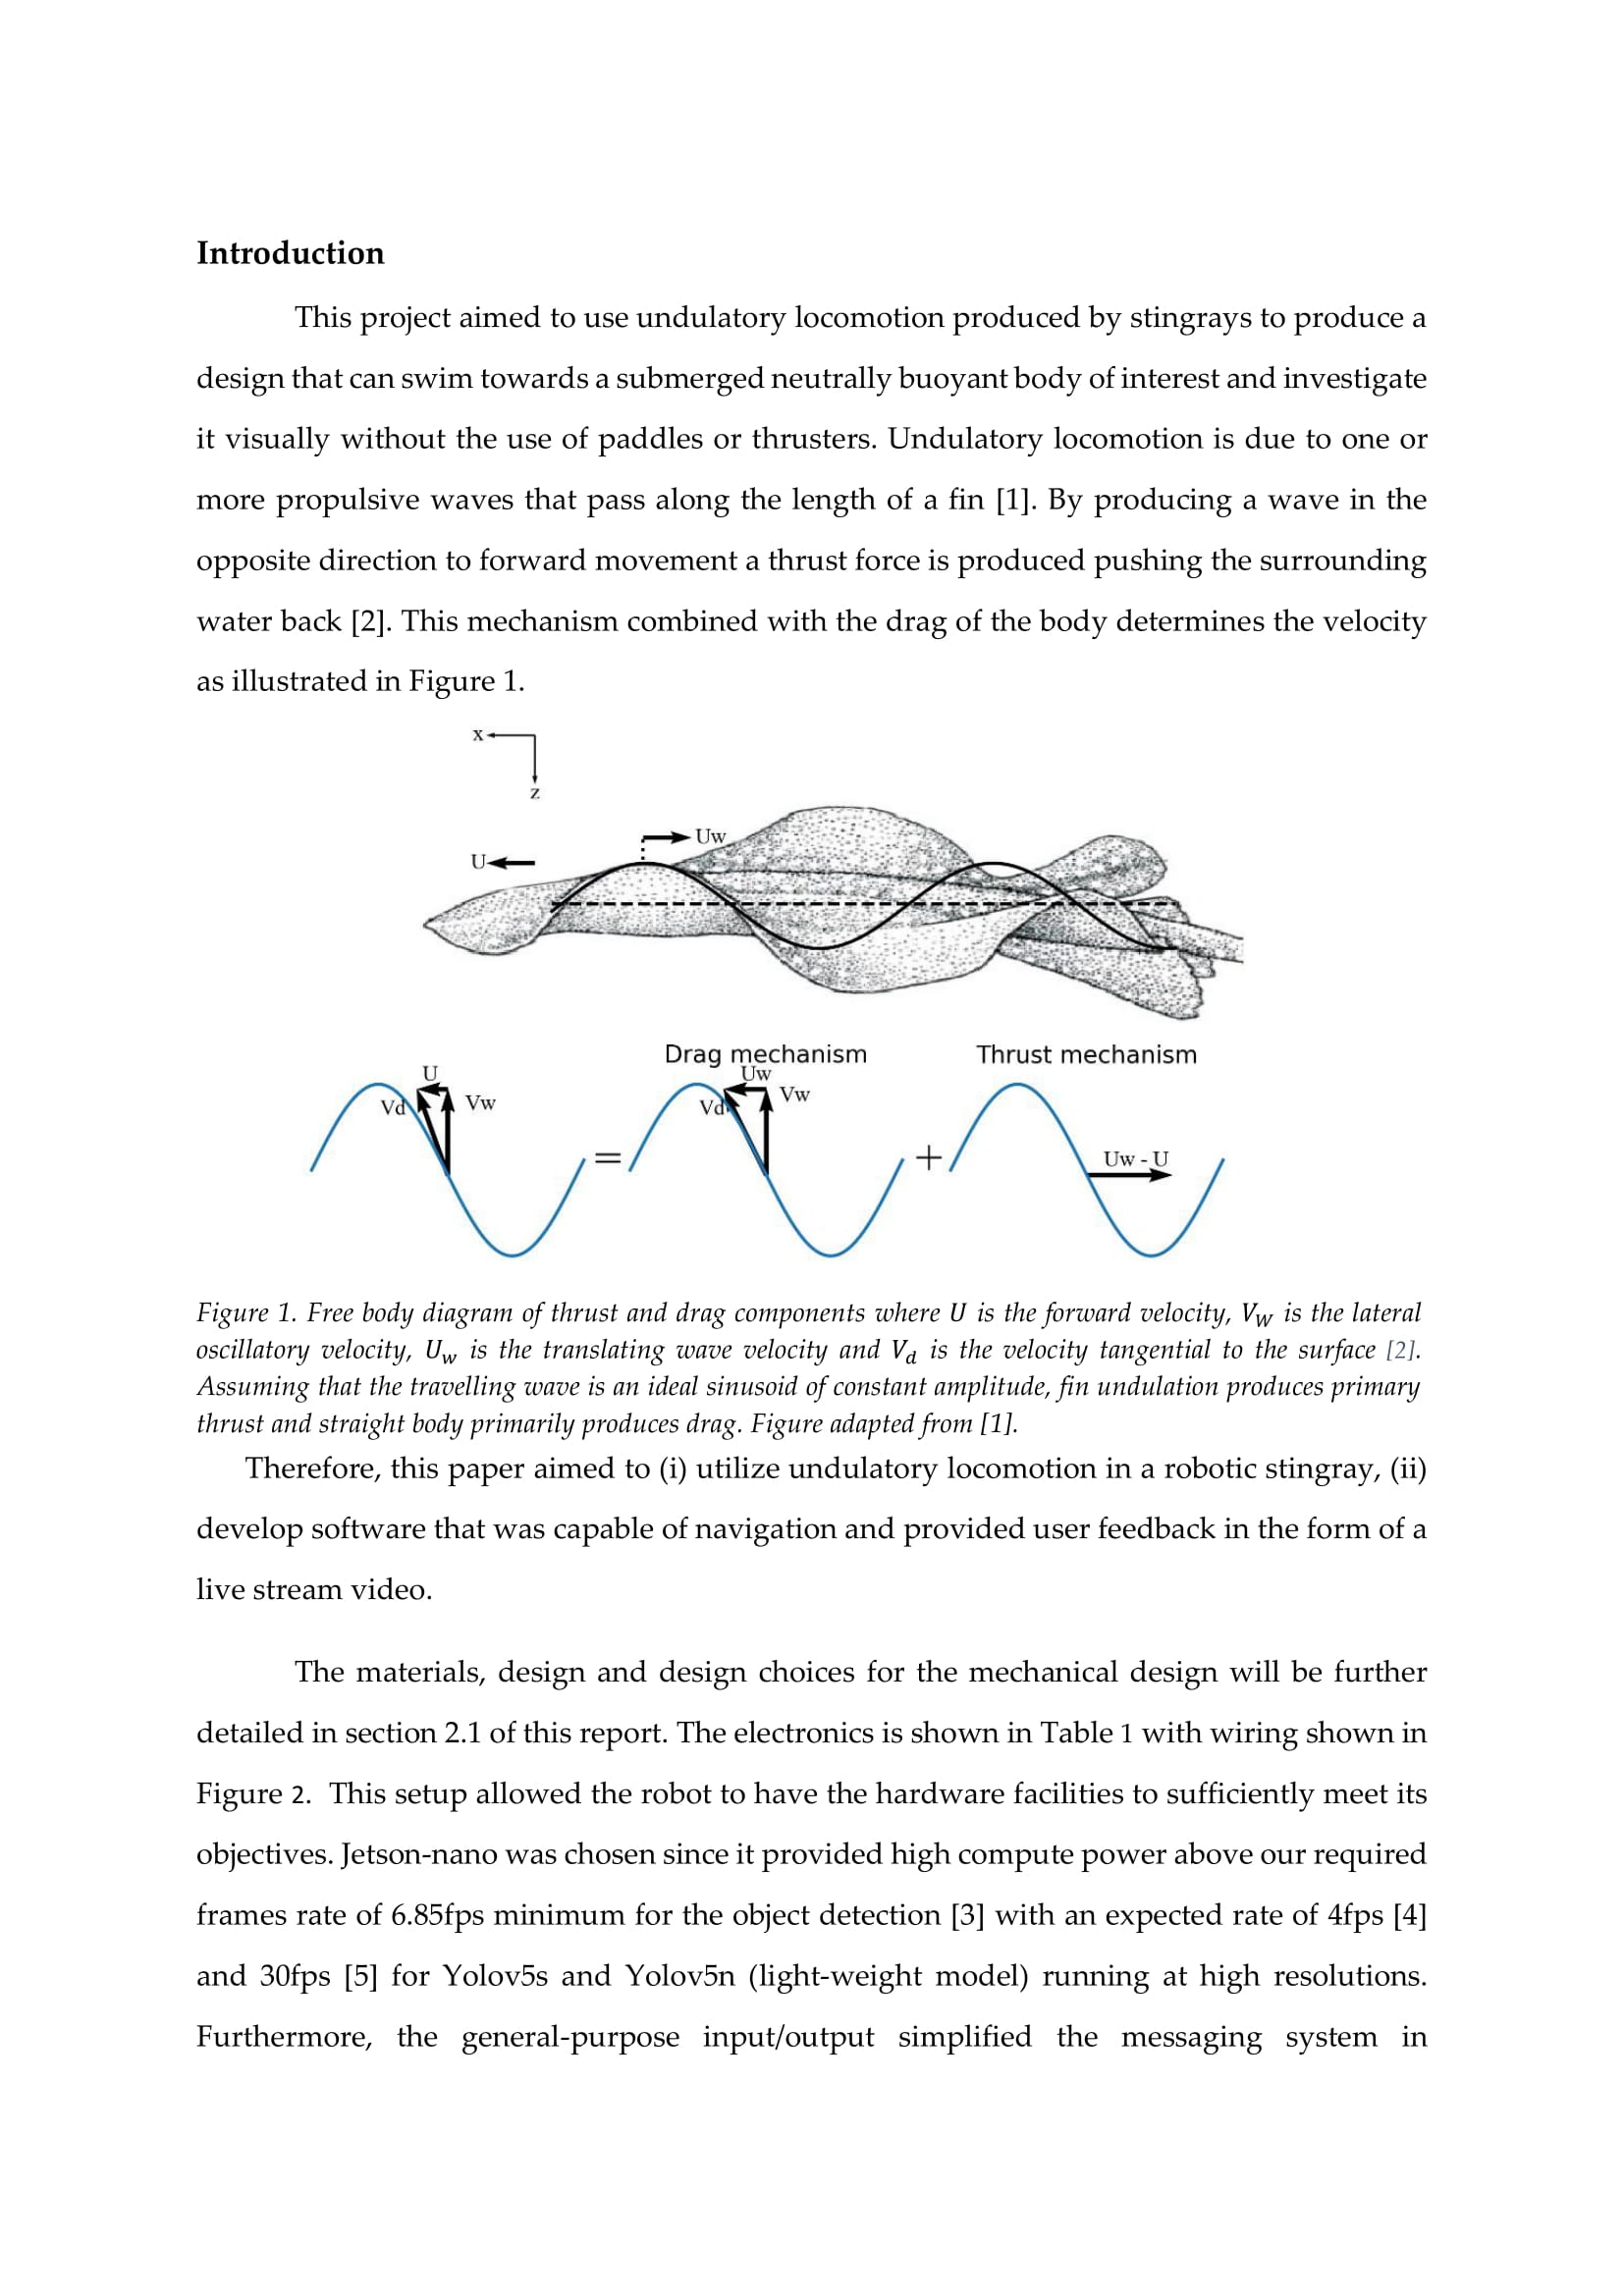 Introduction
This project aimed to use undulatory locomotion produced by stingrays to produce a
design that can swim towards a submerged neutrally buoyant body of interest and investigate
it visually without the use of paddles or thrusters. Undulatory locomotion is due to one or
more propulsive waves that pass along the length of a fin [1]. By producing a wave in the
opposite direction to forward movement a thrust force is produced pushing the surrounding
water back [2]. This mechanism combined with the drag of the body determines the velocity
as illustrated in Figure 1.
x
z
Uw
U
Drag mechanism
Thrust mechanism
U
Vd
Vw
=
Uw
Vd
Vw
+
Uw - U
Figure 1. Free body diagram of thrust and drag components where U is the forward velocity, Vw is the lateral
oscillatory velocity, Uw is the translating wave velocity and Vd is the velocity tangential to the surface [2].
Assuming that the travelling wave is an ideal sinusoid of constant amplitude, fin undulation produces primary
thrust and straight body primarily produces drag. Figure adapted from [1].
Therefore, this paper aimed to (i) utilize undulatory locomotion in a robotic stingray, (ii)
develop software that was capable of navigation and provided user feedback in the form of a
live stream video.
The materials, design and design choices for the mechanical design will be further
detailed in section 2.1 of this report. The electronics is shown in Table 1 with wiring shown in
Figure 2. This setup allowed the robot to have the hardware facilities to sufficiently meet its
objectives. Jetson-nano was chosen since it provided high compute power above our required
frames rate of 6.85fps minimum for the object detection [3] with an expected rate of 4fps [4]
and 30fps [5] for Yolov5s and Yolov5n (light-weight model) running at high resolutions.
Furthermore, the general-purpose input/output simplified the messaging system in